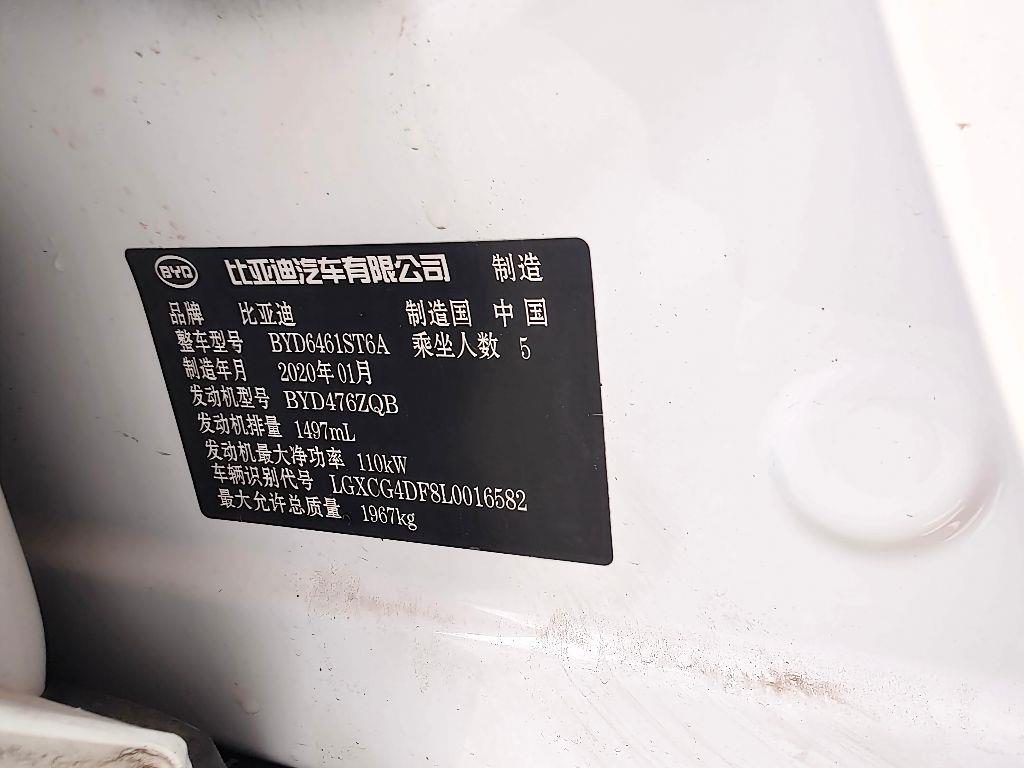 BYD 比亚迪汽车有限公司 制造
品牌 比亚迪 制造国 中国
整车型号 BYD6461ST6A 乘坐人数 5
制造年月 2020年01月
发动机型号 BYD476ZQB
发动机排量 1497mL
发动机最大净功率 110kW
车辆识别代号 LGXCG4DF8L0016582
最大允许总质量 1967kg